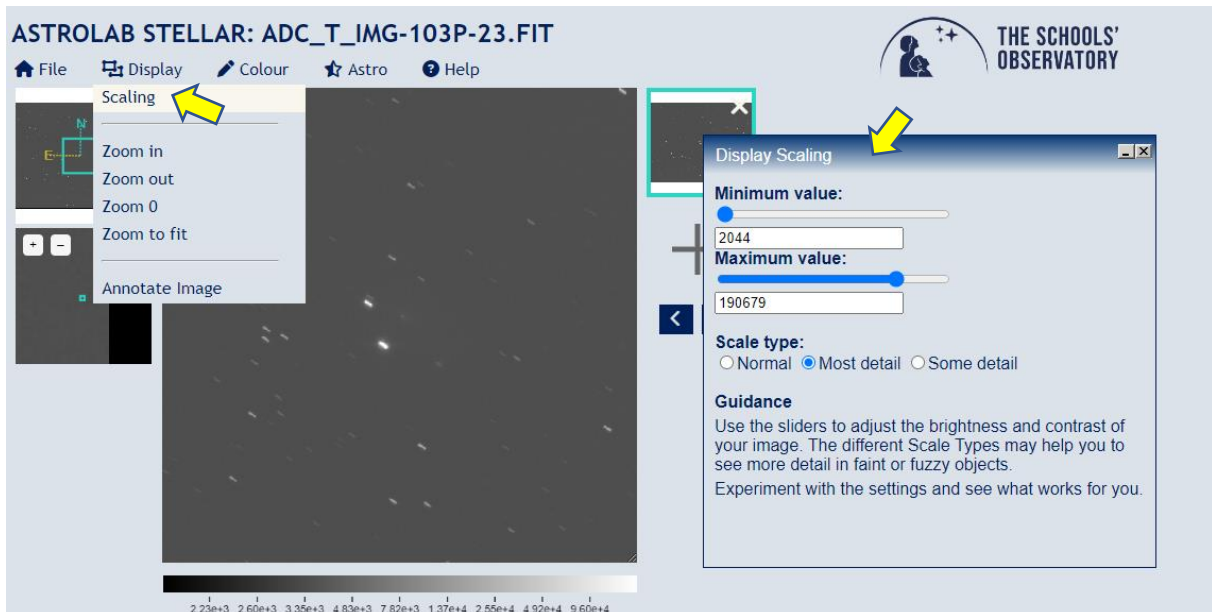 ASTROLAB STELLAR: ADC_T_IMG-103P-23.FIT
THE SCHOOLS'
OBSERVATORY
File Display Colour Astro Help
Scaling
Zoom in
Zoom out
Zoom 0
Zoom to fit
Annotate Image
N
E
+ −
Display Scaling
Minimum value:
2044
Maximum value:
190679
Scale type:
Normal Most detail Some detail
Guidance
Use the sliders to adjust the brightness and contrast of
your image. The different Scale Types may help you to
see more detail in faint or fuzzy objects.
Experiment with the settings and see what works for you.
2.23e+3 2.60e+3 3.35e+3 4.83e+3 7.82e+3 1.37e+4 2.55e+4 4.92e+4 9.60e+4